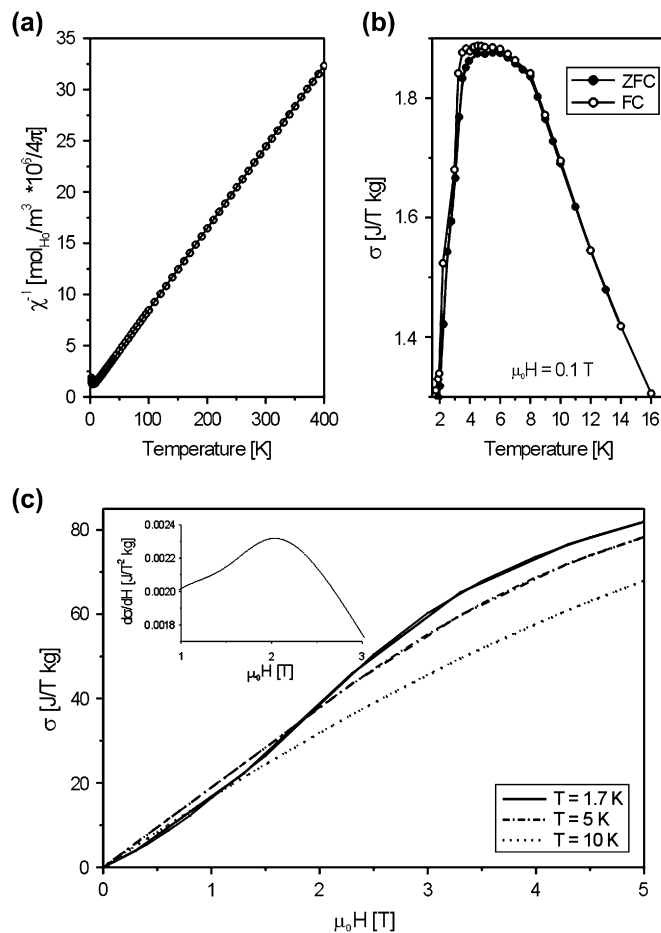 (a)
35
30
25
20
15
10
5
0
χ⁻¹ [mol_Ho/m³ *10⁶/4π]
0 100 200 300 400
Temperature [K]
(b)
ZFC
FC
1.8
1.6
1.4
σ [J/T kg]
μ₀H = 0.1 T
2 4 6 8 10 12 14 16
Temperature [K]
(c)
80
60
40
20
0
σ [J/T kg]
0.0024
0.0022
0.0020
0.0018
dσ/dH [J/T² kg]
1 2 3
μ₀H [T]
T = 1.7 K
T = 5 K
T = 10 K
0 1 2 3 4 5
μ₀H [T]